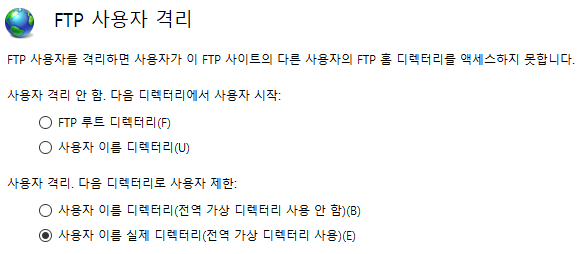 FTP 사용자 격리
FTP 사용자를 격리하면 사용자가 이 FTP 사이트의 다른 사용자의 FTP 홈 디렉터리를 액세스하지 못합니다.
사용자 격리 안 함. 다음 디렉터리에서 사용자 시작:
FTP 루트 디렉터리(F)
사용자 이름 디렉터리(U)
사용자 격리. 다음 디렉터리로 사용자 제한:
사용자 이름 디렉터리(전역 가상 디렉터리 사용 안 함)(B)
사용자 이름 실제 디렉터리(전역 가상 디렉터리 사용)(E)